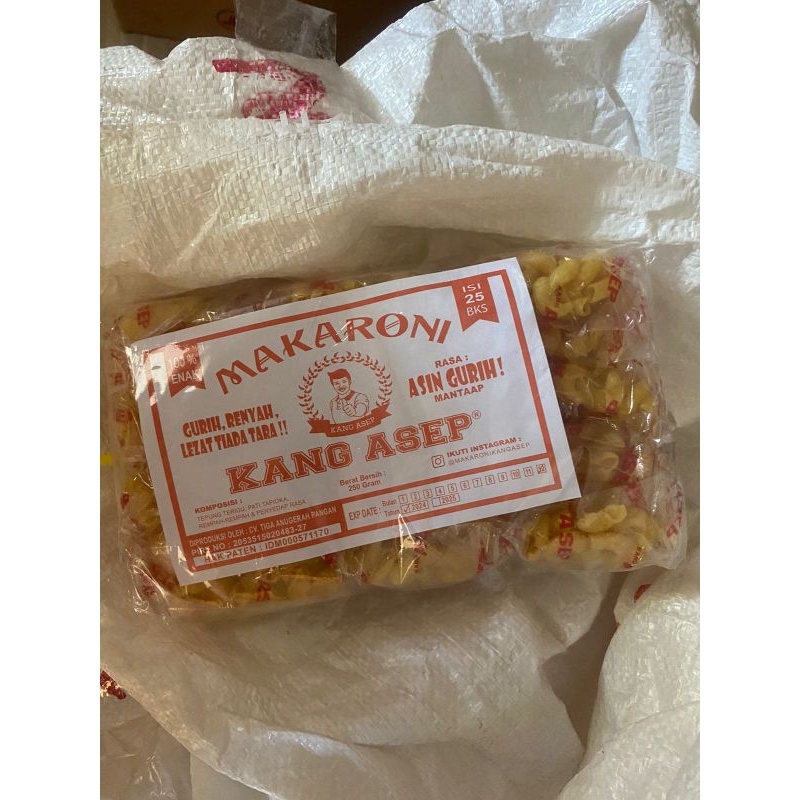 ISI
25
BKS
100 %
ENAK
MAKARONI
RASA :
ASIN GURIH!
MANTAAP
GURIH, RENYAH,
LEZAT TIADA TARA !!
KANG ASEP
KANG ASEP®
IKUTI INSTAGRAM :
@MAKARONIKANGASEP
Berat Bersih :
250 Gram
KOMPOSISI :
TEPUNG TERIGU, PATI TAPIOKA,
REMPAH-REMPAH & PENYEDAP RASA
EXP DATE :
Bulan 1 2 3 4 5 6 7 8 9 10 11
Tahun 2024 2025
DIPRODUKSI OLEH : CV. TIGA ANUGERAH PANGAN
NO : 2053515020483-27
HAK PATEN : IDM000571170
ASEP